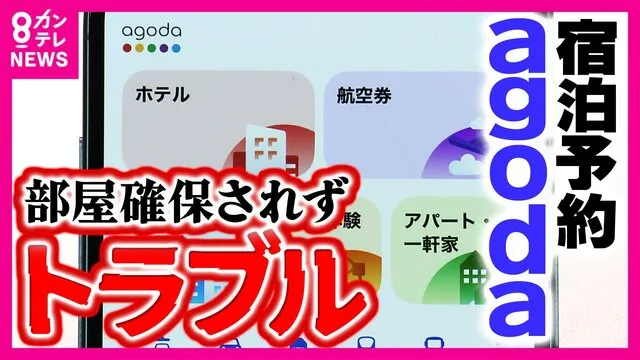 8カンテレ
NEWS
agoda
ホテル
航空券
験
アパート・
一軒家
部屋確保されず
トラブル
宿泊予約
agoda